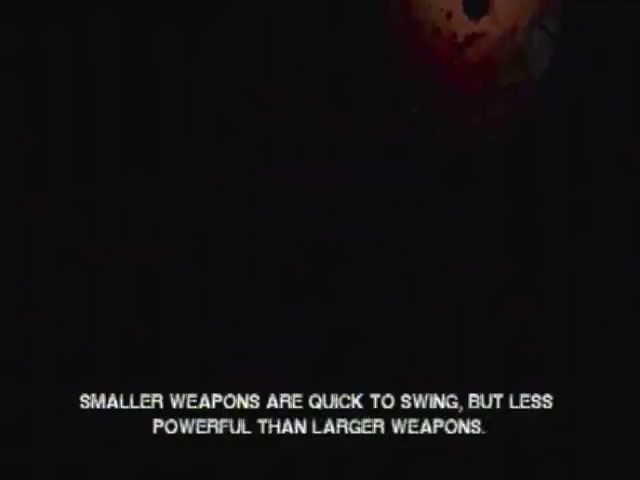 SMALLER WEAPONS ARE QUICK TO SWING, BUT LESS
POWERFUL THAN LARGER WEAPONS.